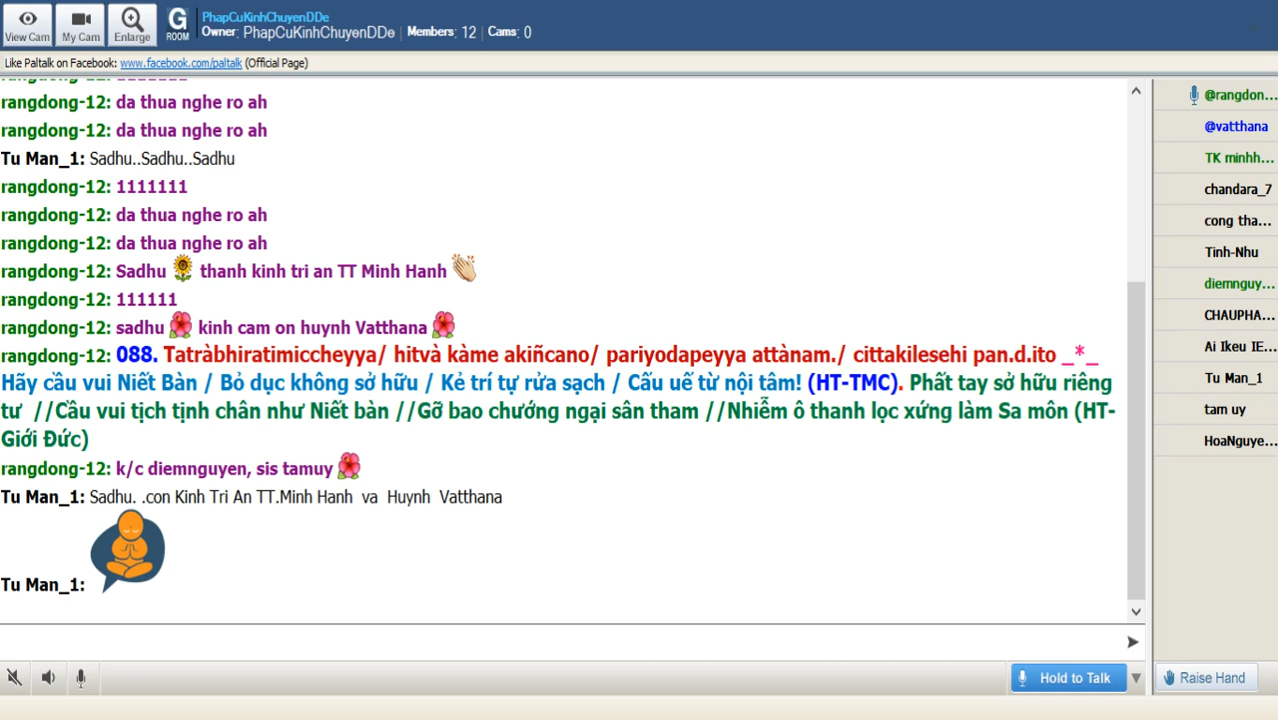 View Cam
My Cam
Enlarge
G
ROOM
PhapCuKinhChuyenDDe
Owner: PhapCuKinhChuyenDDe | Members: 12 | Cams: 0
Like Paltalk on Facebook: www.facebook.com/paltalk (Official Page)
rangdong-12: da thua nghe ro ah
rangdong-12: da thua nghe ro ah
Tu Man_1: Sadhu..Sadhu..Sadhu
rangdong-12: 1111111
rangdong-12: da thua nghe ro ah
rangdong-12: da thua nghe ro ah
rangdong-12: Sadhu thanh kinh tri an TT Minh Hanh
rangdong-12: 111111
rangdong-12: sadhu kinh cam on huynh Vatthana
rangdong-12: 088. Tatràbhiratimiccheyya/ hitvà kàme akiñcano/ pariyodapeyya attànam./ cittakilesehi pan.d.ito _*_
Hãy cầu vui Niết Bàn / Bỏ dục không sở hữu / Kẻ trí tự rửa sạch / Cấu uế từ nội tâm! (HT-TMC). Phất tay sở hữu riêng
tư //Cầu vui tịch tịnh chân như Niết bàn //Gỡ bao chướng ngại sân tham //Nhiễm ô thanh lọc xứng làm Sa môn (HT-
Giới Đức)
rangdong-12: k/c diemnguyen, sis tamuy
Tu Man_1: Sadhu. .con Kinh Tri An TT.Minh Hanh va Huynh Vatthana
Tu Man_1:
@rangdon...
@vatthana
TK minhh...
chandara_7
cong tha...
Tinh-Nhu
diemnguy...
CHAUPHA...
Ai Ikeu IE...
Tu Man_1
tam uy
HoaNguye...
Hold to Talk
Raise Hand